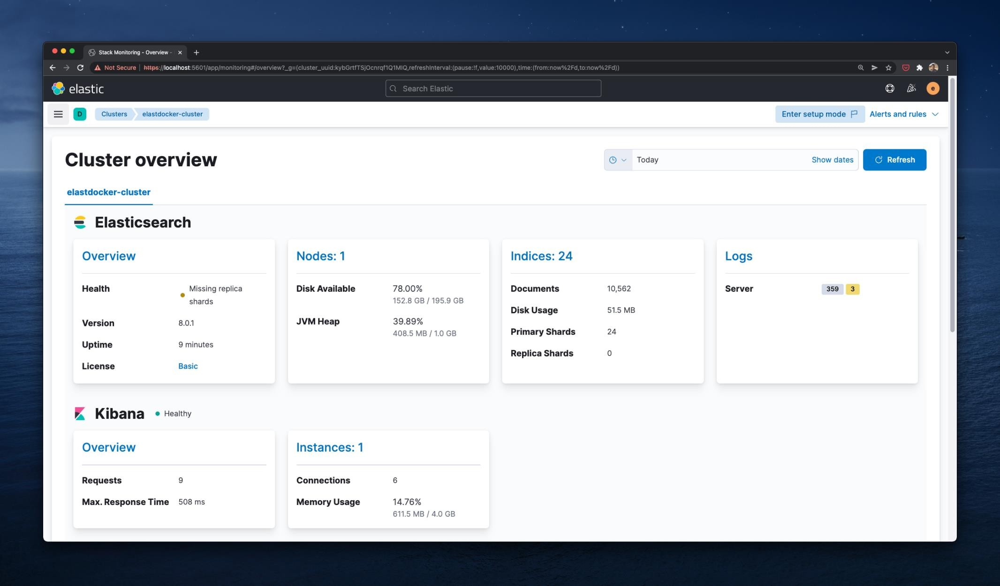 Stack Monitoring - Overview -
Not Secure https://localhost:5601/app/monitoring#/overview?_g=(cluster_uuid:kybGrtfTSjOcnrqf1Q1MIQ,refreshInterval:(pause:!f,value:10000),time:(from:now%2Fd,to:now%2Fd))
elastic
Search Elastic
e
D
Clusters
elastdocker-cluster
Enter setup mode
Alerts and rules
Cluster overview
Today
Show dates
Refresh
elastdocker-cluster
Elasticsearch
Overview
Health
Missing replica
shards
Version 8.0.1
Uptime 9 minutes
License Basic
Nodes: 1
Disk Available 78.00%
152.8 GB / 195.9 GB
JVM Heap 39.89%
408.5 MB / 1.0 GB
Indices: 24
Documents 10,562
Disk Usage 51.5 MB
Primary Shards 24
Replica Shards 0
Logs
Server 359 3
Kibana Healthy
Overview
Requests 9
Max. Response Time 508 ms
Instances: 1
Connections 6
Memory Usage 14.76%
611.5 MB / 4.0 GB